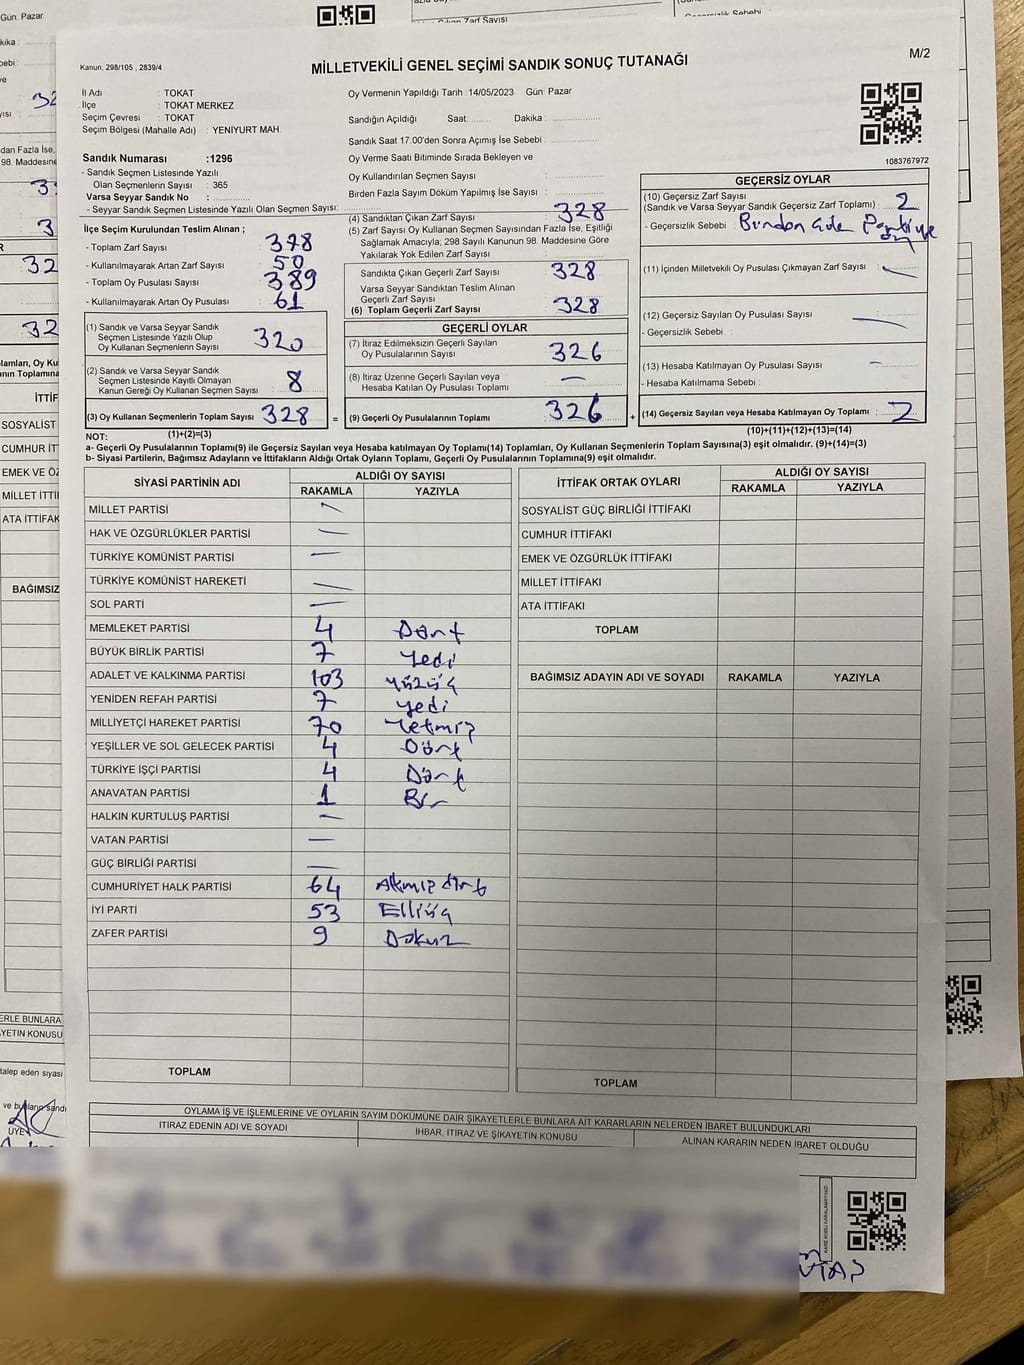 Kanun; 298/105 , 2839/4
MİLLETVEKİLİ GENEL SEÇİMİ SANDIK SONUÇ TUTANAĞI
M/2
İl Adı : TOKAT
İlçe : TOKAT MERKEZ
Seçim Çevresi : TOKAT
Seçim Bölgesi (Mahalle Adı) : YENİYURT MAH.
Sandık Numarası :1296
- Sandık Seçmen Listesinde Yazılı
Olan Seçmenlerin Sayısı : 365
Varsa Seyyar Sandık No :
- Seyyar Sandık Seçmen Listesinde Yazılı Olan Seçmen Sayısı:
Oy Vermenin Yapıldığı Tarih : 14/05/2023 Gün: Pazar
Sandığın Açıldığı Saat: Dakika :
Sandık Saat 17:00'den Sonra Açımış İse Sebebi :
Oy Verme Saati Bitiminde Sırada Bekleyen ve
Oy Kullandırılan Seçmen Sayısı :
Birden Fazla Sayım Döküm Yapılmış İse Sayısı :
1083767972
İlçe Seçim Kurulundan Teslim Alınan ;
- Toplam Zarf Sayısı : 378
- Kullanılmayarak Artan Zarf Sayısı : 50
- Toplam Oy Pusulası Sayısı : 389
- Kullanılmayarak Artan Oy Pusulası : 61
(4) Sandıktan Çıkan Zarf Sayısı : 328
(5) Zarf Sayısı Oy Kullanan Seçmen Sayısından Fazla İse, Eşitliği
Sağlamak Amacıyla, 298 Sayılı Kanunun 98. Maddesine Göre
Yakılarak Yok Edilen Zarf Sayısı :
Sandıkta Çıkan Geçerli Zarf Sayısı : 328
Varsa Seyyar Sandıktan Teslim Alınan
Geçerli Zarf Sayısı :
(6) Toplam Geçerli Zarf Sayısı : 328
GEÇERSİZ OYLAR
(10) Geçersiz Zarf Sayısı
(Sandık ve Varsa Seyyar Sandık Geçersiz Zarf Toplamı) : 2
- Geçersizlik Sebebi :
(11) İçinden Milletvekili Oy Pusulası Çıkmayan Zarf Sayısı : —
(12) Geçersiz Sayılan Oy Pusulası Sayısı : —
- Geçersizlik Sebebi :
(13) Hesaba Katılmayan Oy Pusulası Sayısı : —
- Hesaba Katılmama Sebebi :
(1) Sandık ve Varsa Seyyar Sandık
Seçmen Listesinde Yazılı Olup
Oy Kullanan Seçmenlerin Sayısı : 320
(2) Sandık ve Varsa Seyyar Sandık
Seçmen Listesinde Kayıtlı Olmayan
Kanun Gereği Oy Kullanan Seçmen Sayısı : 8
GEÇERLİ OYLAR
(7) İtiraz Edilmeksizin Geçerli Sayılan
Oy Pusulalarının Sayısı : 326
(8) İtiraz Üzerine Geçerli Sayılan veya
Hesaba Katılan Oy Pusulası Toplamı : —
(3) Oy Kullanan Seçmenlerin Toplam Sayısı : 328 = (9) Geçerli Oy Pusulalarının Toplamı : 326 + (14) Geçersiz Sayılan veya Hesaba Katılmayan Oy Toplamı : 2
NOT: (1)+(2)=(3)
(10)+(11)+(12)+(13)=(14)
a- Geçerli Oy Pusulalarının Toplamı(9) ile Geçersiz Sayılan veya Hesaba katılmayan Oy Toplamı(14) Toplamları, Oy Kullanan Seçmenlerin Toplam Sayısına(3) eşit olmalıdır. (9)+(14)=(3)
b- Siyasi Partilerin, Bağımsız Adayların ve İttifakların Aldığı Ortak Oyların Toplamı, Geçerli Oy Pusulalarının Toplamına(9) eşit olmalıdır.
SİYASİ PARTİNİN ADI ALDIĞI OY SAYISI
RAKAMLA YAZIYLA
MİLLET PARTİSİ —
HAK VE ÖZGÜRLÜKLER PARTİSİ —
TÜRKİYE KOMÜNİST PARTİSİ —
TÜRKİYE KOMÜNİST HAREKETİ —
SOL PARTİ —
MEMLEKET PARTİSİ 4 Dört
BÜYÜK BİRLİK PARTİSİ 7 Yedi
ADALET VE KALKINMA PARTİSİ 103 Yüzüç
YENİDEN REFAH PARTİSİ 7 Yedi
MİLLİYETÇİ HAREKET PARTİSİ 70 Yetmiş
YEŞİLLER VE SOL GELECEK PARTİSİ 4 Dört
TÜRKİYE İŞÇİ PARTİSİ 4 Dört
ANAVATAN PARTİSİ 1 Bir
HALKIN KURTULUŞ PARTİSİ —
VATAN PARTİSİ —
GÜÇ BİRLİĞİ PARTİSİ —
CUMHURİYET HALK PARTİSİ 64 Altmış dört
İYİ PARTİ 53 Elliüç
ZAFER PARTİSİ 9 Dokuz
TOPLAM
İTTİFAK ORTAK OYLARI ALDIĞI OY SAYISI
RAKAMLA YAZIYLA
SOSYALİST GÜÇ BİRLİĞİ İTTİFAKI
CUMHUR İTTİFAKI
EMEK VE ÖZGÜRLÜK İTTİFAKI
MİLLET İTTİFAKI
ATA İTTİFAKI
TOPLAM
BAĞIMSIZ ADAYIN ADI VE SOYADI RAKAMLA YAZIYLA
TOPLAM
OYLAMA İŞ VE İŞLEMLERİNE VE OYLARIN SAYIM DÖKÜMÜNE DAİR ŞİKAYETLERLE BUNLARA AİT KARARLARIN NELERDEN İBARET BULUNDUKLARI
İTİRAZ EDENİN ADI VE SOYADI İHBAR, İTİRAZ VE ŞİKAYETİN KONUSU ALINAN KARARIN NEDEN İBARET OLDUĞU